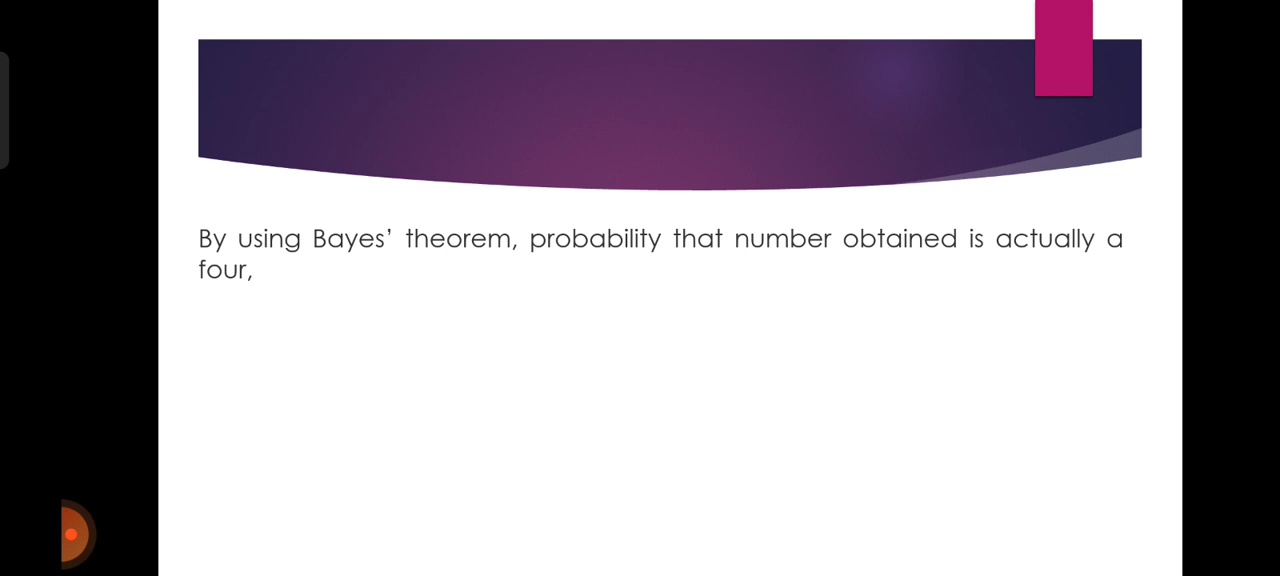 By using Bayes’ theorem, probability that number obtained is actually a
four,